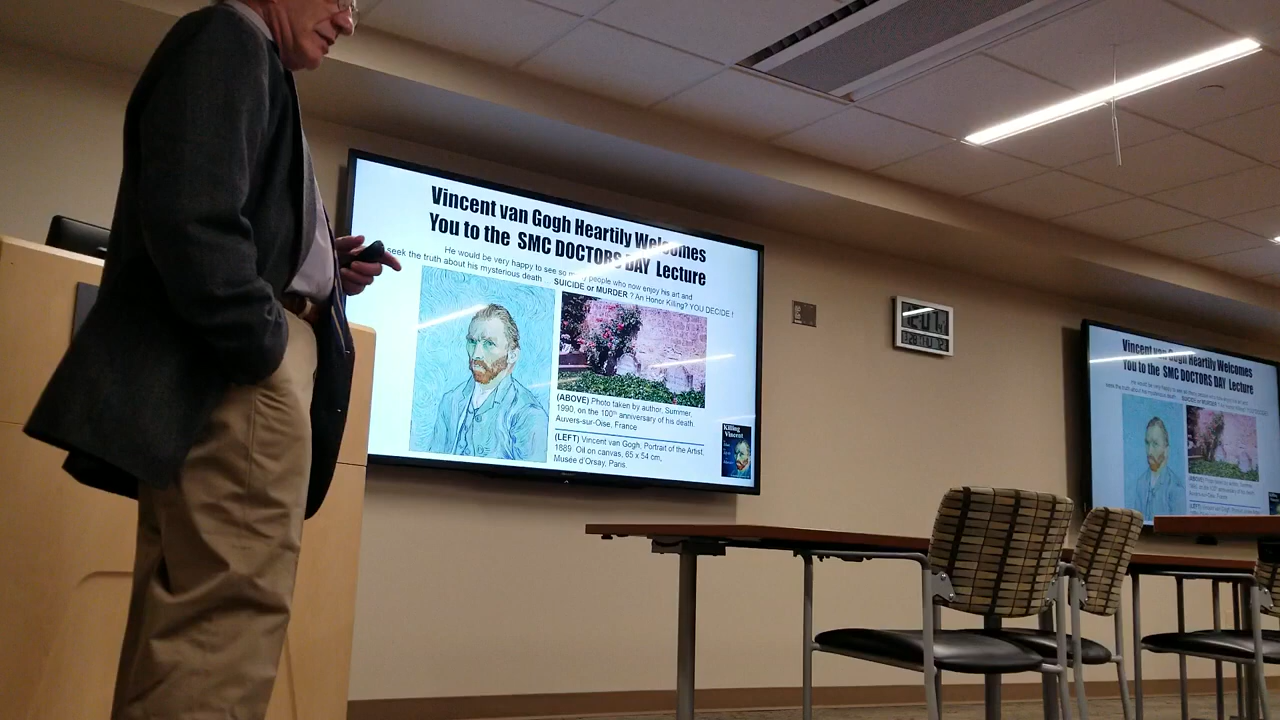 Vincent van Gogh Heartily Welcomes
You to the SMC DOCTORS DAY Lecture
He would be very happy to see so many people who now enjoy his art and
seek the truth about his mysterious death... SUICIDE or MURDER ? An Honor Killing? YOU DECIDE !
(ABOVE) Photo taken by author, Summer,
1990, on the 100th anniversary of his death.
Auvers-sur-Oise, France
(LEFT) Vincent van Gogh, Portrait of the Artist,
1889 Oil on canvas, 65 x 54 cm,
Musée d'Orsay, Paris.
Killing
Vincent
Vincent van Gogh Heartily Welcomes
You to the SMC DOCTORS DAY Lecture